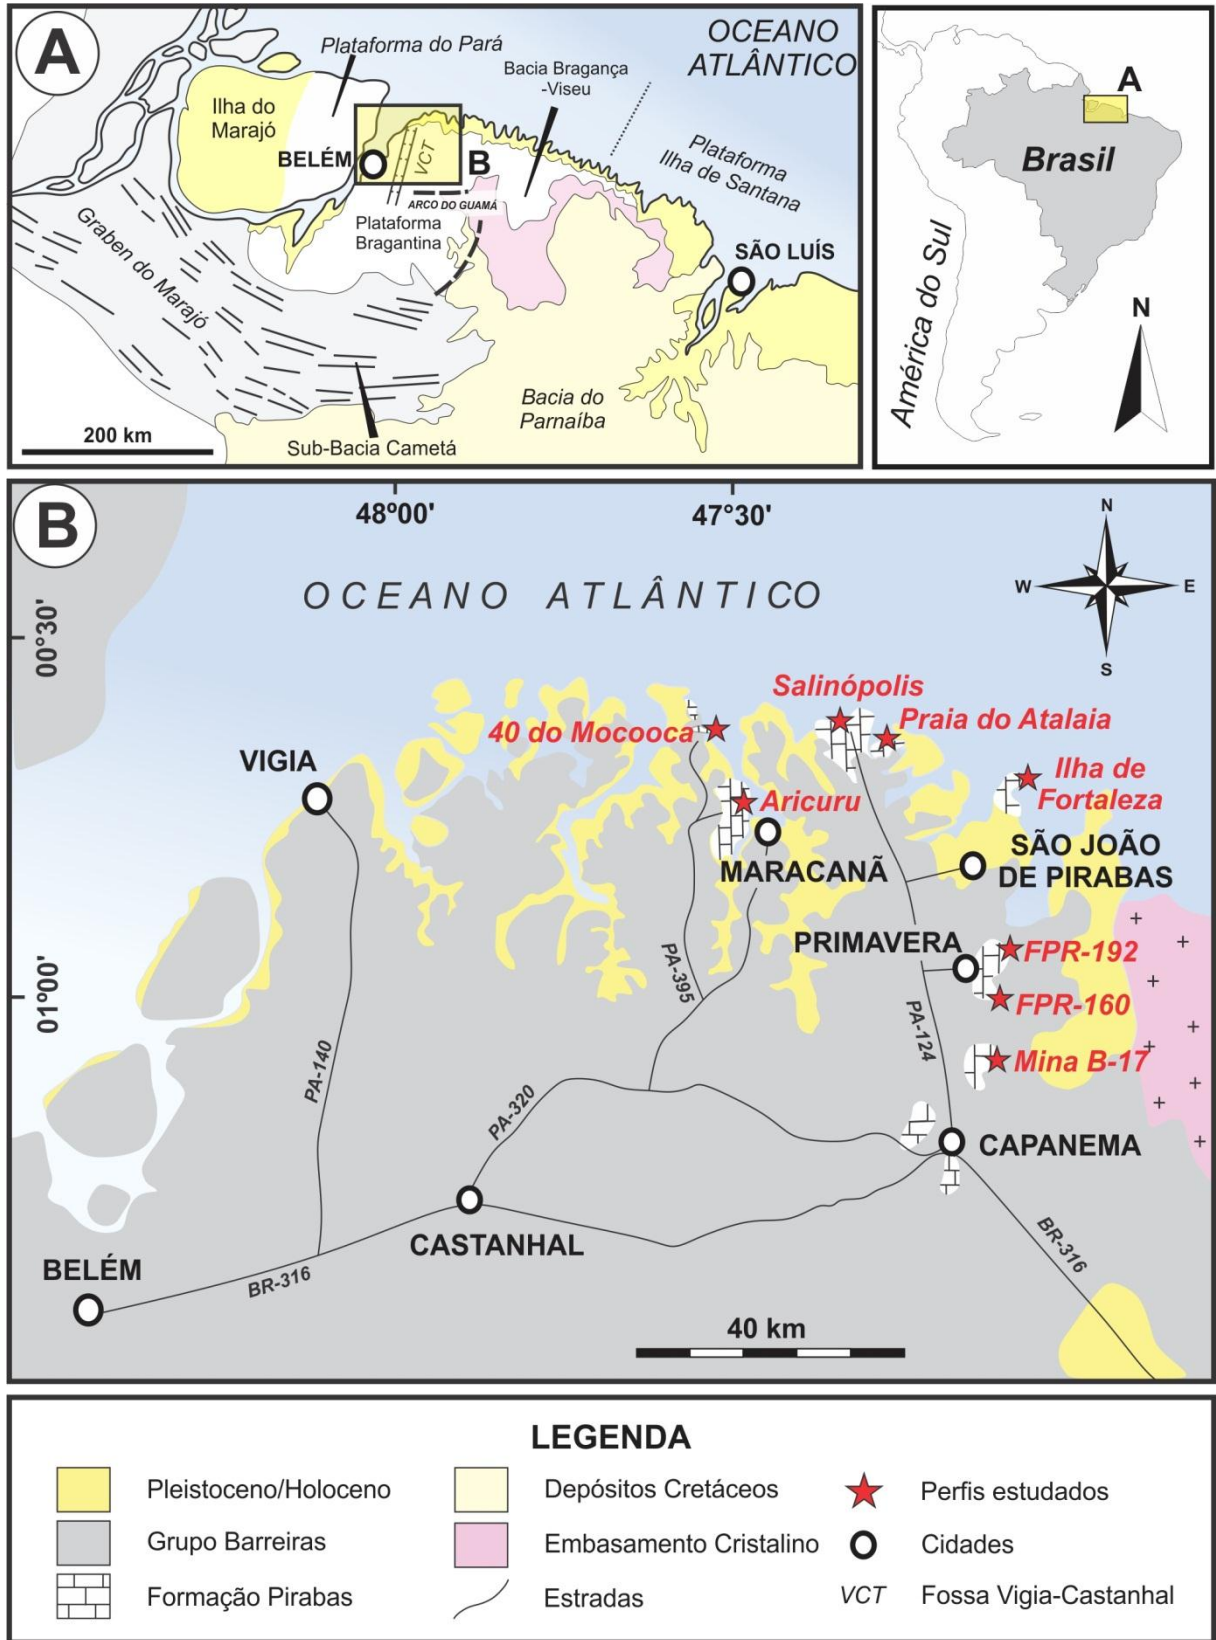 A
Plataforma do Pará
OCEANO
ATLÂNTICO
Bacia Bragança
-Viseu
Ilha do
Marajó
BELÉM
VCT
B
ARCO DO GUAMÁ
Plataforma
Bragantina
Plataforma
Ilha de Santana
SÃO LUÍS
Graben do Marajó
Bacia do
Parnaíba
200 km
Sub-Bacia Cametá
A
Brasil
América do Sul
N
B
48º00'
47°30'
00°30'
01º00'
OCEANO ATLÂNTICO
N
W
E
S
Salinópolis
40 do Mocooca
Praia do Atalaia
VIGIA
Ilha de
Fortaleza
Aricuru
MARACANÃ
SÃO JOÃO
DE PIRABAS
PRIMAVERA
FPR-192
FPR-160
PA-395
PA-124
PA-140
Mina B-17
PA-320
CAPANEMA
CASTANHAL
BELÉM
BR-316
BR-316
40 km
LEGENDA
Pleistoceno/Holoceno
Depósitos Cretáceos
Perfis estudados
Grupo Barreiras
Embasamento Cristalino
Cidades
Formação Pirabas
Estradas
VCT Fossa Vigia-Castanhal